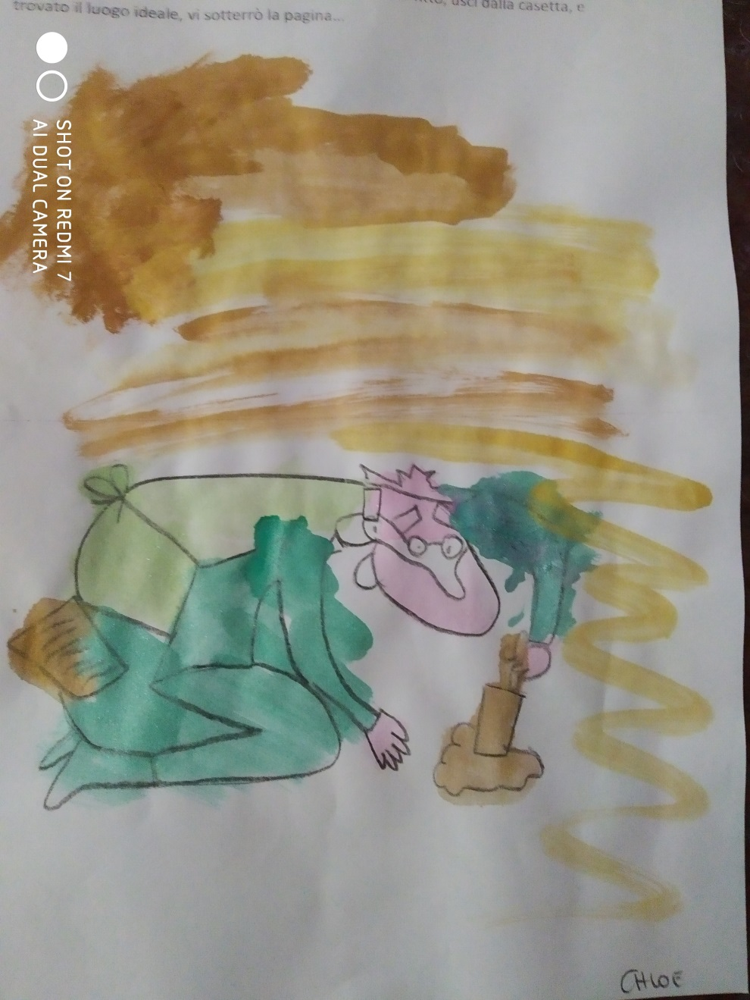 uscì dalla casetta, e
trovato il luogo ideale, vi sotterrò la pagina...
SHOT ON REDMI 7
AI DUAL CAMERA
CHLOE